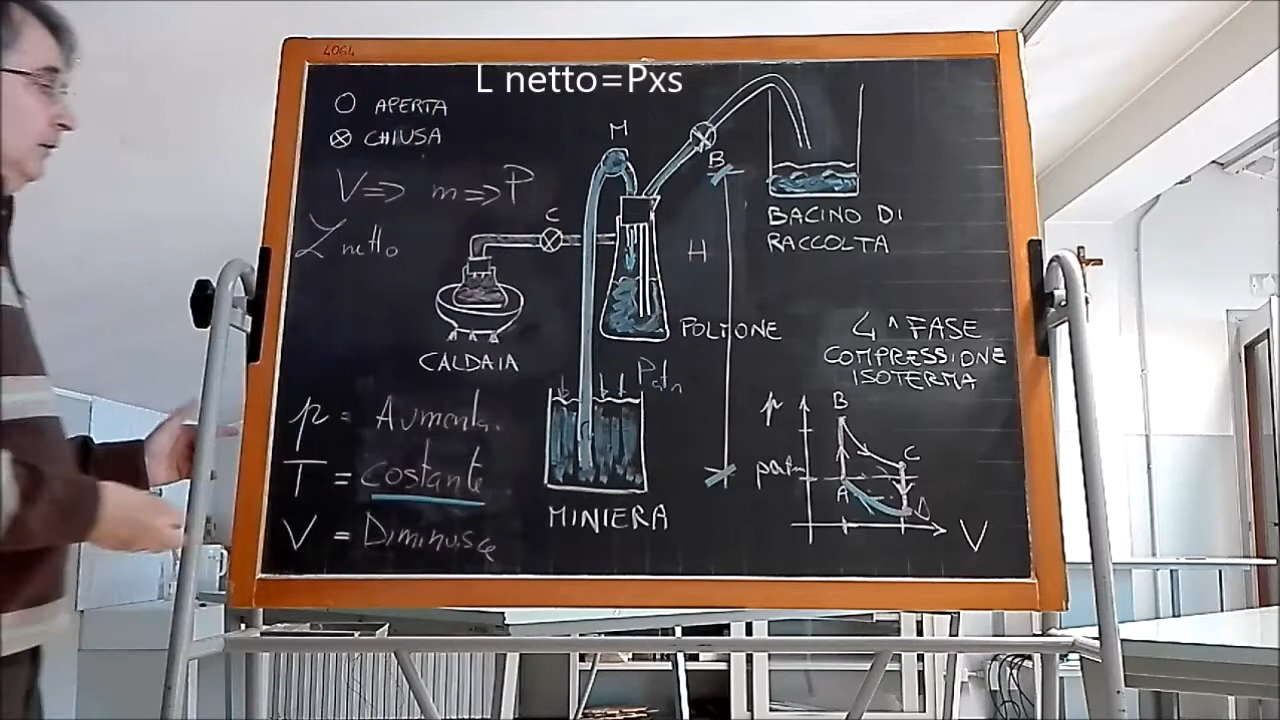 4064
L netto=Pxs
O APERTA
⊗ CHIUSA
V=> m=>P
L netto
M
B
C
H
BACINO DI
RACCOLTA
POLMONE
CALDAIA
Patm
MINIERA
p = Aumenta.
T = costante
V = Diminuisce
4^ FASE
COMPRESSIONE
ISOTERMA
p
B
C
patm
A
D
V